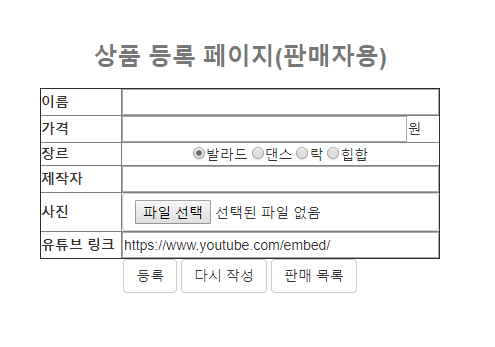 상품 등록 페이지(판매자용)
이름
가격 원
장르 발라드 댄스 락 힙합
제작자
사진 파일 선택 선택된 파일 없음
유튜브 링크 https://www.youtube.com/embed/
등록 다시 작성 판매 목록